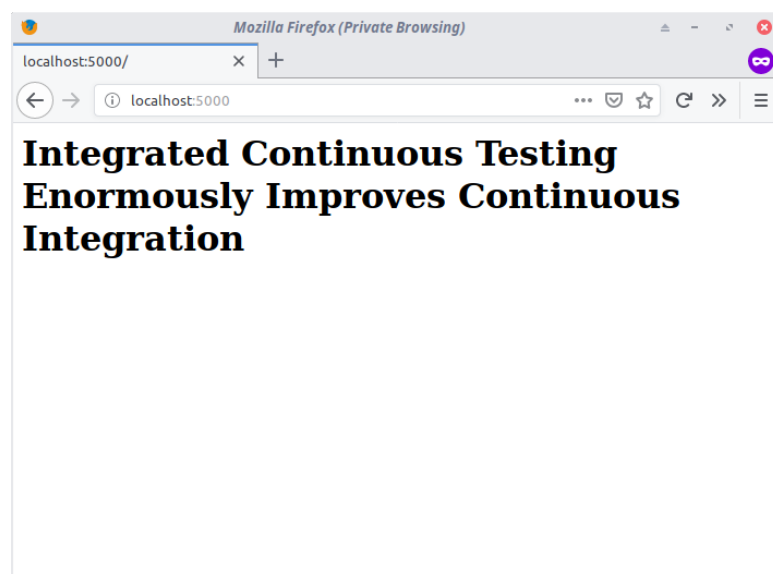 Mozilla Firefox (Private Browsing)
localhost:5000/
localhost:5000
Integrated Continuous Testing
Enormously Improves Continuous
Integration